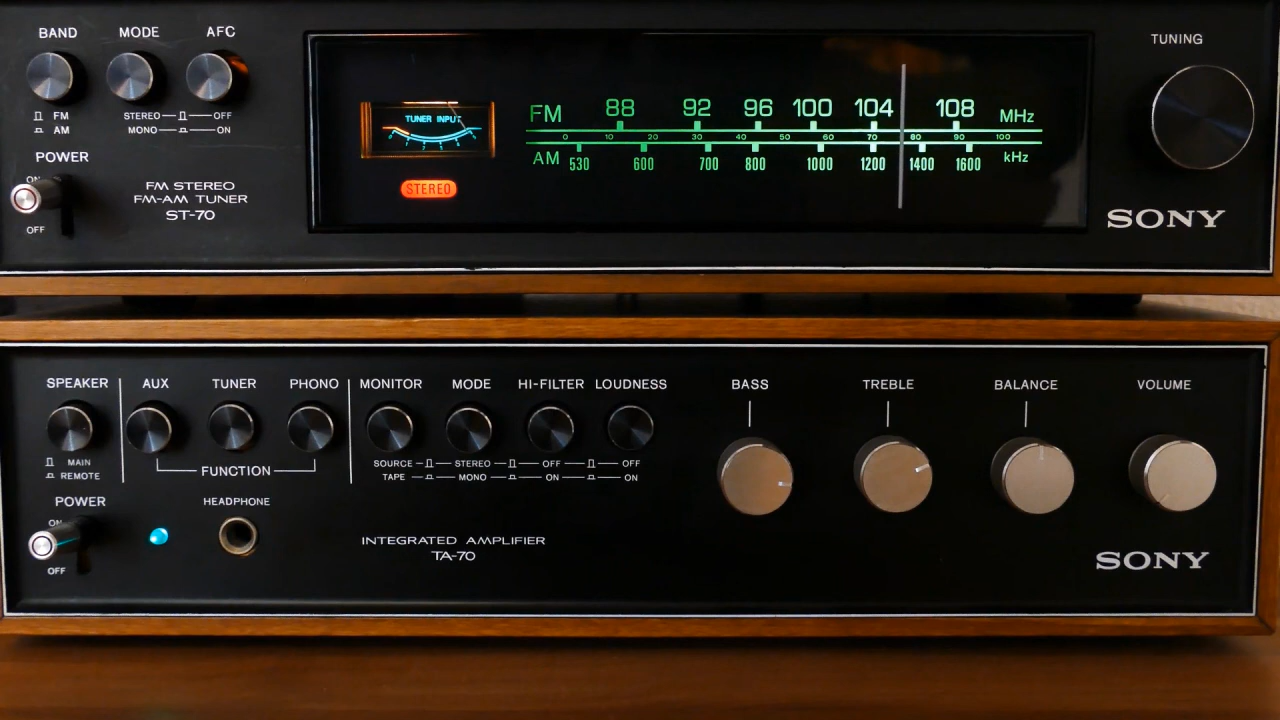 BAND MODE AFC TUNING
FM 88 92 96 100 104 108 MHz
FM STEREO OFF
AM MONO ON
TUNER INPUT
0 10 20 30 40 50 60 70 80 90 100
AM 530 600 700 800 1000 1200 1400 1600 kHz
POWER
ON
OFF
FM STEREO
FM-AM TUNER
ST-70
STEREO
SONY
SPEAKER AUX TUNER PHONO MONITOR MODE HI-FILTER LOUDNESS BASS TREBLE BALANCE VOLUME
MAIN
REMOTE
FUNCTION
SOURCE STEREO OFF OFF
TAPE MONO ON ON
POWER
ON
OFF
HEADPHONE
INTEGRATED AMPLIFIER
TA-70
SONY